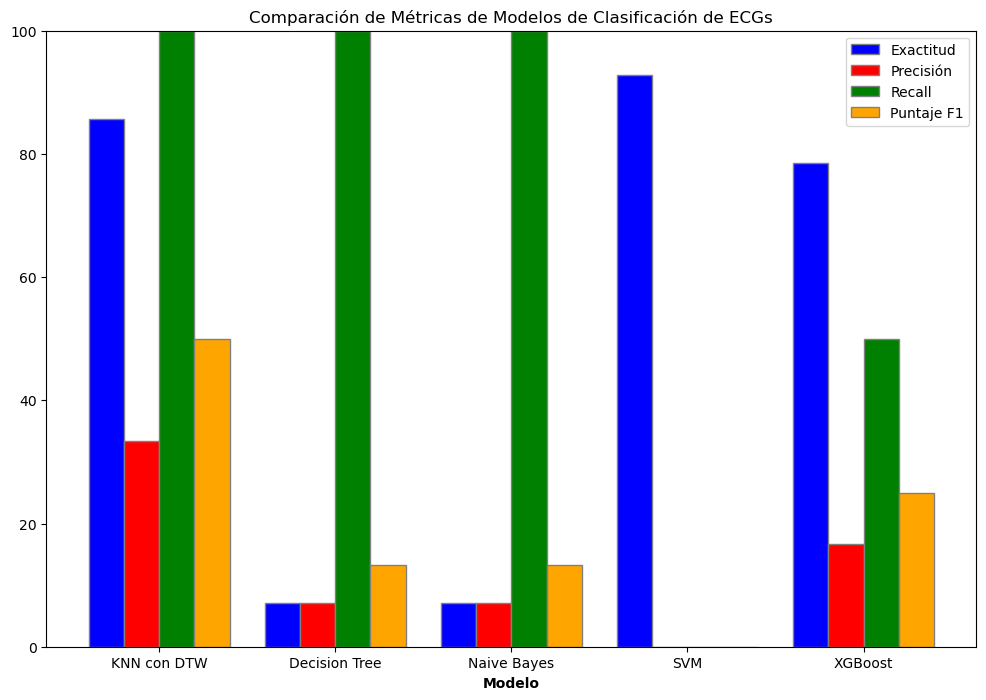 Comparación de Métricas de Modelos de Clasificación de ECGs
100
80
60
40
20
0
Exactitud
Precisión
Recall
Puntaje F1
KNN con DTW
Decision Tree
Naive Bayes
SVM
XGBoost
Modelo